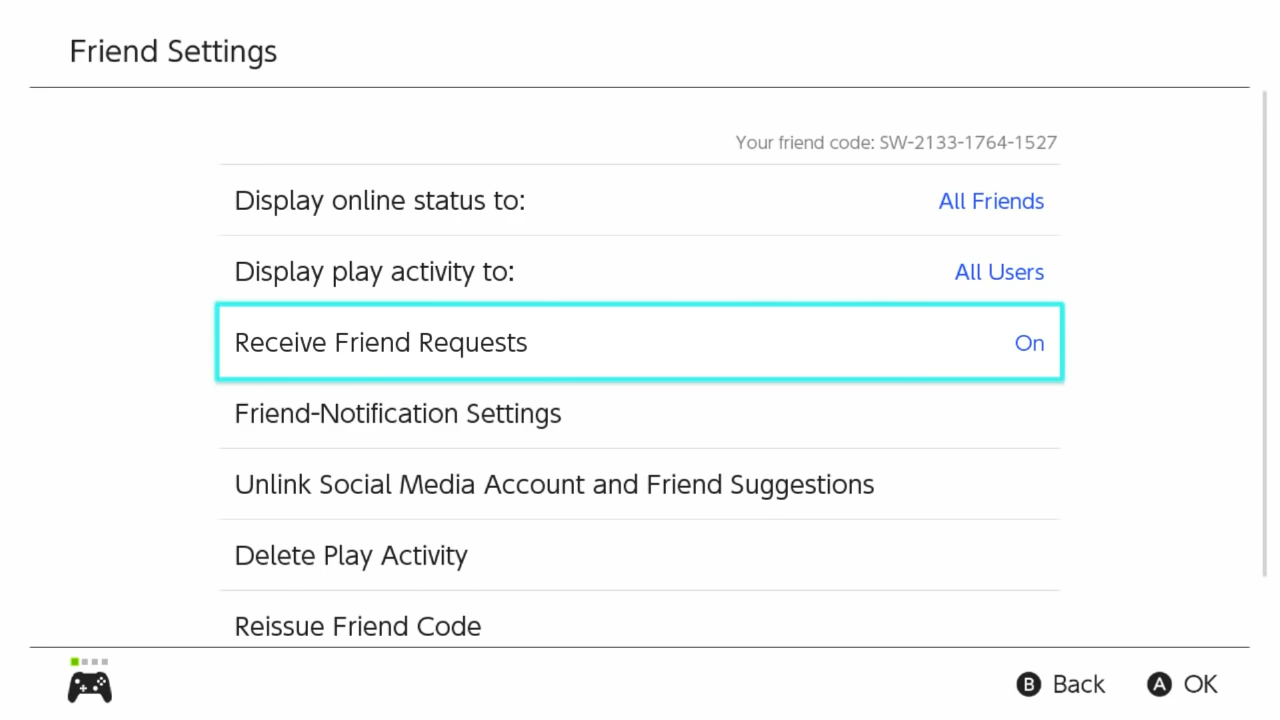 Friend Settings
Your friend code: SW-2133-1764-1527
Display online status to: All Friends
Display play activity to: All Users
Receive Friend Requests On
Friend-Notification Settings
Unlink Social Media Account and Friend Suggestions
Delete Play Activity
Reissue Friend Code
B Back A OK